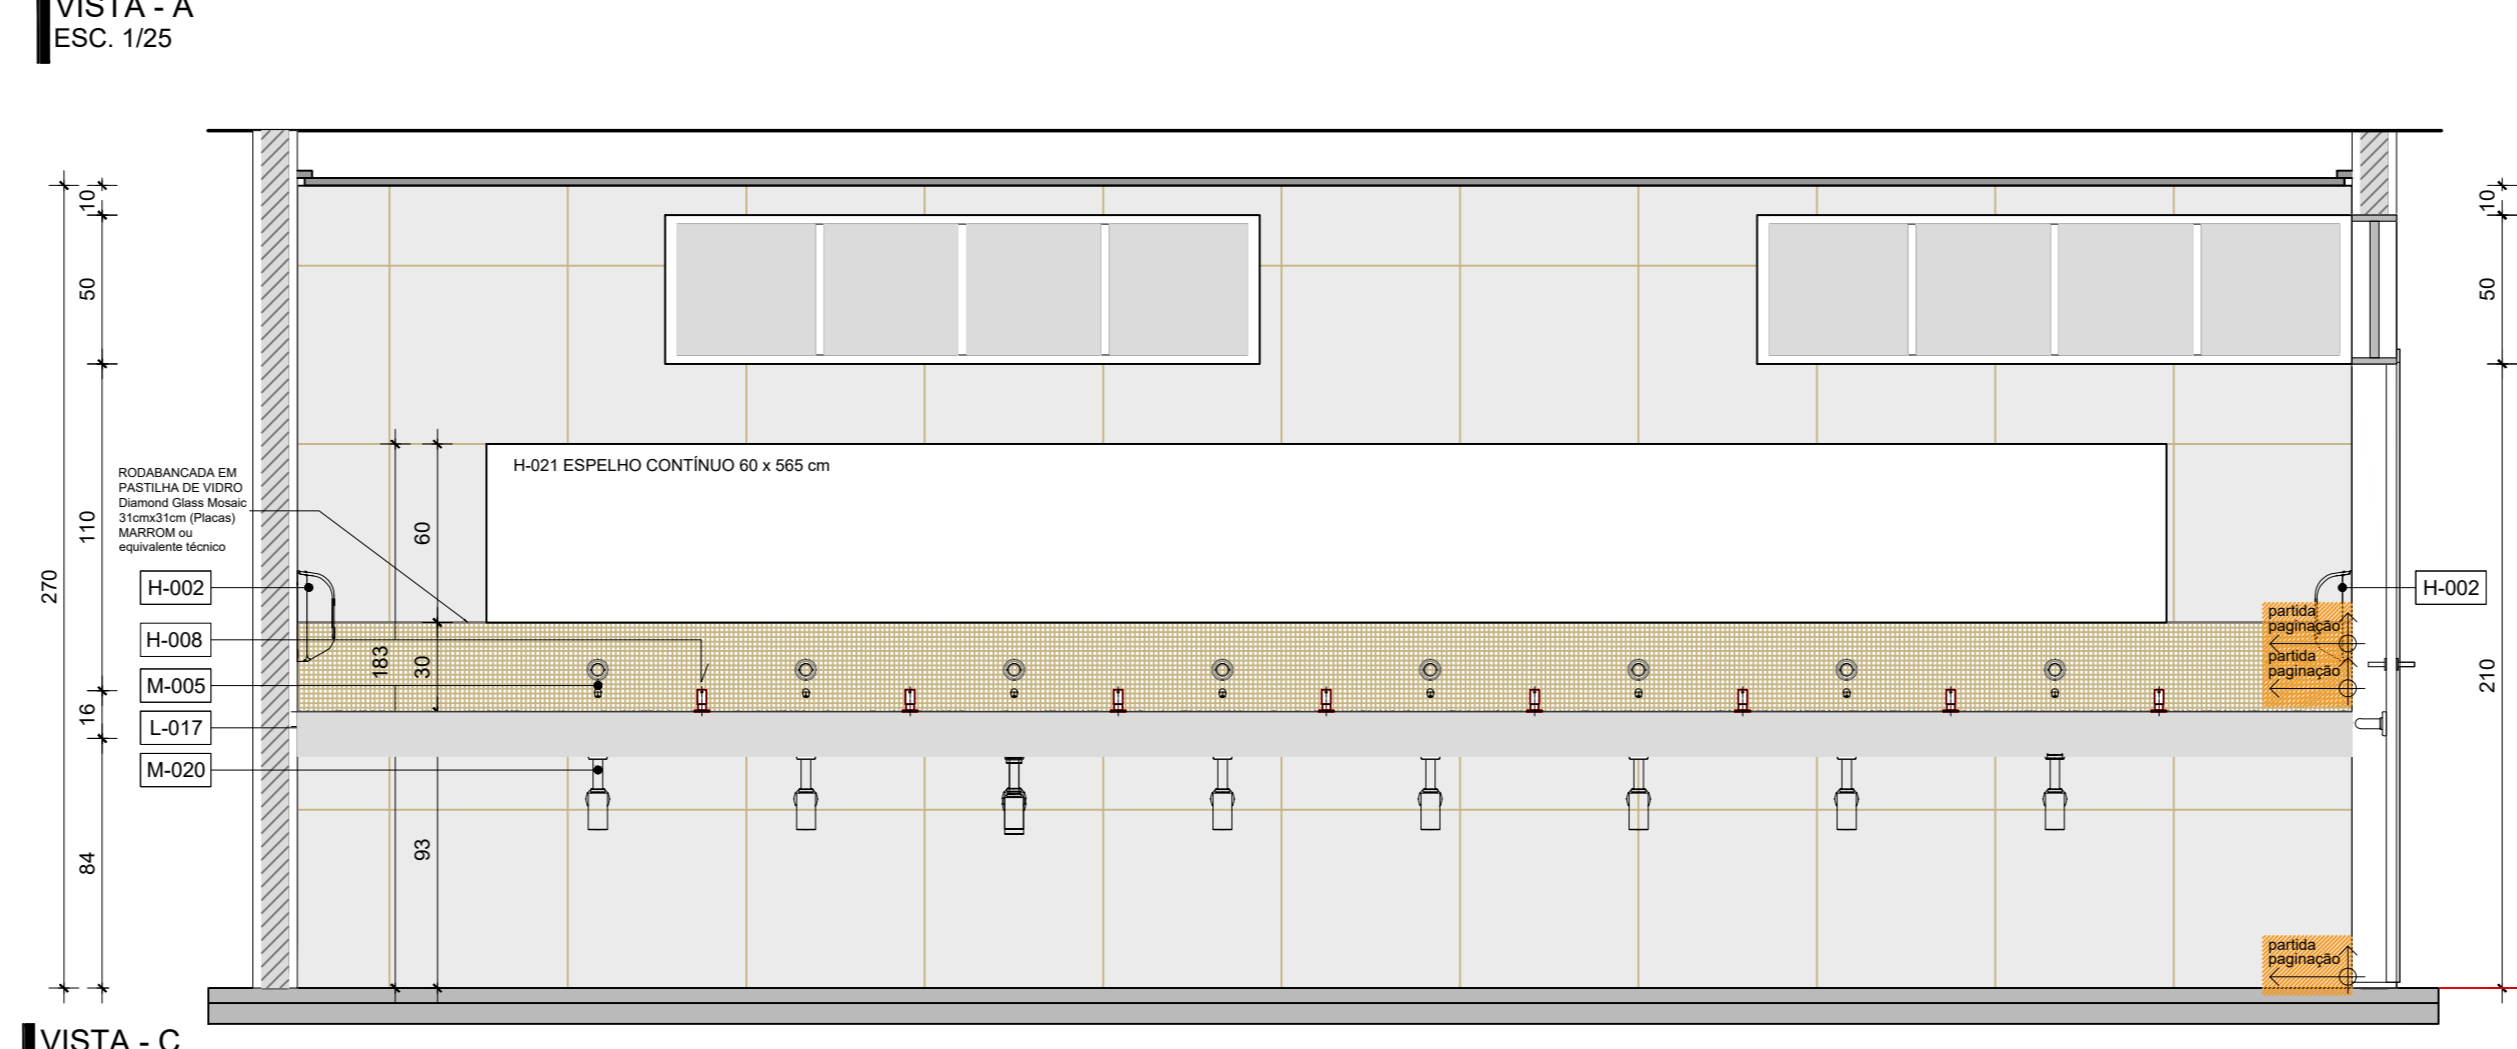 VISTA - A
ESC. 1/25
10
50
110
270
16
84
RODABANCADA EM
PASTILHA DE VIDRO
Diamond Glass Mosaic
31cmx31cm (Placas)
MARROM ou
equivalente técnico
H-002
H-008
M-005
L-017
M-020
183
60
30
93
H-021 ESPELHO CONTÍNUO 60 x 565 cm
partida
paginação
partida
paginação
partida
paginação
H-002
10
50
210
VISTA - C